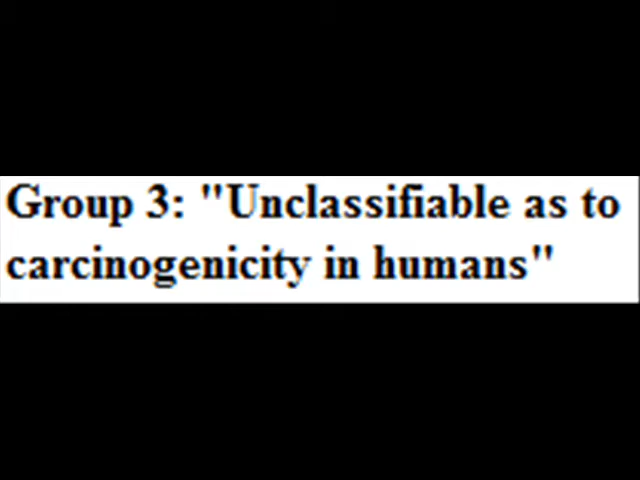 Group 3: "Unclassifiable as to
carcinogenicity in humans"